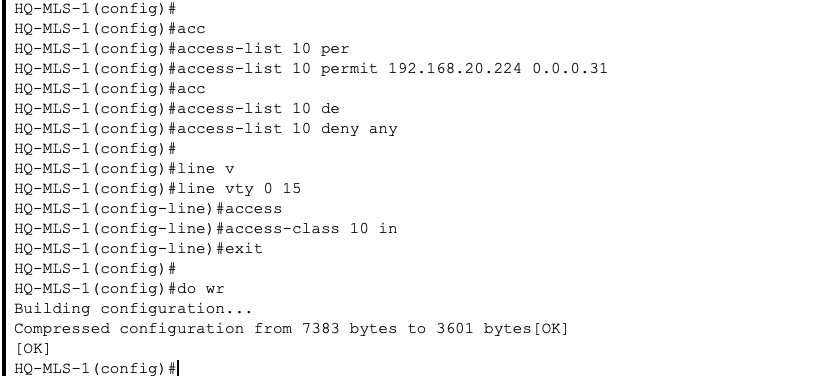 HQ-MLS-1(config)#
HQ-MLS-1(config)#acc
HQ-MLS-1(config)#access-list 10 per
HQ-MLS-1(config)#access-list 10 permit 192.168.20.224 0.0.0.31
HQ-MLS-1(config)#acc
HQ-MLS-1(config)#access-list 10 de
HQ-MLS-1(config)#access-list 10 deny any
HQ-MLS-1(config)#
HQ-MLS-1(config)#line v
HQ-MLS-1(config)#line vty 0 15
HQ-MLS-1(config-line)#access
HQ-MLS-1(config-line)#access-class 10 in
HQ-MLS-1(config-line)#exit
HQ-MLS-1(config)#
HQ-MLS-1(config)#do wr
Building configuration...
Compressed configuration from 7383 bytes to 3601 bytes[OK]
[OK]
HQ-MLS-1(config)#